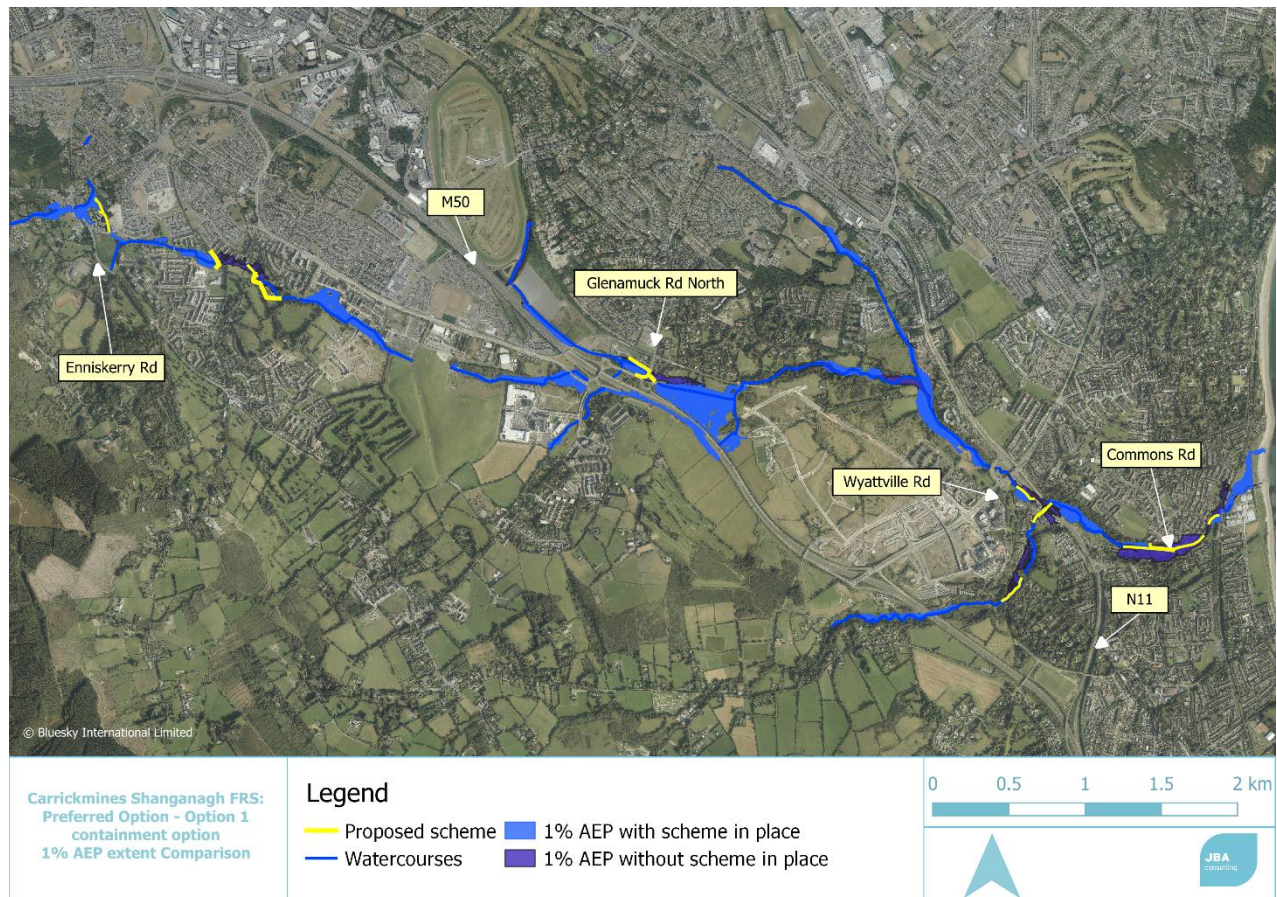 M50
Glenamuck Rd North
Enniskerry Rd
Commons Rd
Wyattville Rd
N11
© Bluesky International Limited
Carrickmines Shanganagh FRS:
Preferred Option - Option 1
containment option
1% AEP extent Comparison
Legend
Proposed scheme
1% AEP with scheme in place
Watercourses
1% AEP without scheme in place
0 0.5 1 1.5 2 km
JBA
consulting